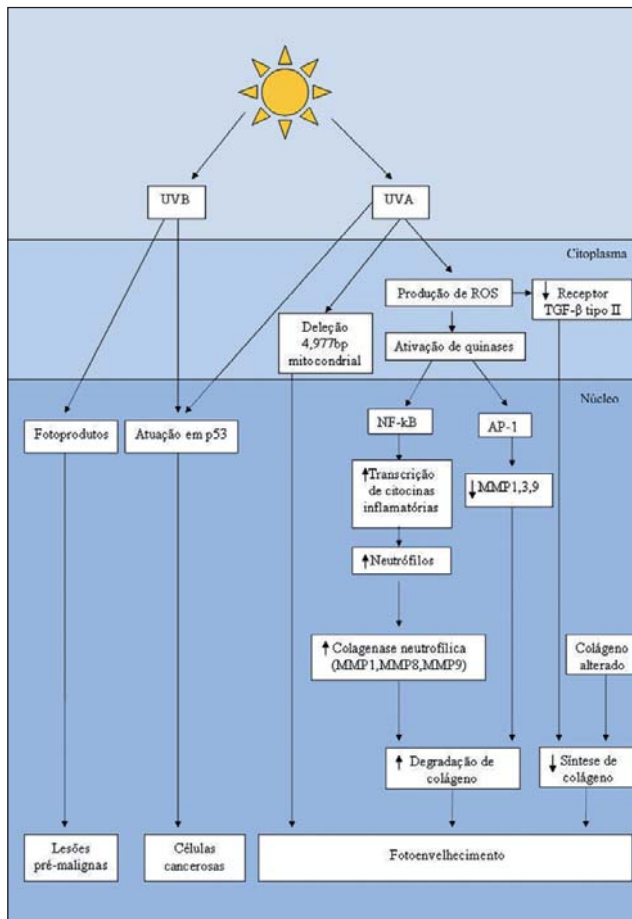 UVB
UVA
Citoplasma
Produção de ROS
↓ Receptor
TGF-β tipo II
Deleção
4,977bp
mitocondrial
Ativação de quinases
Núcleo
Fotoprodutos
Atuação em p53
NF-kB
AP-1
↑Transcrição
de citocinas
inflamatórias
↓MMP1,3,9
↑Neutrófilos
↑ Colagenase neutrofílica
(MMP1,MMP8,MMP9)
Colágeno
alterado
↑ Degradação de
colágeno
↓ Síntese de
colágeno
Lesões
pré-malignas
Células
cancerosas
Fotoenvelhecimento